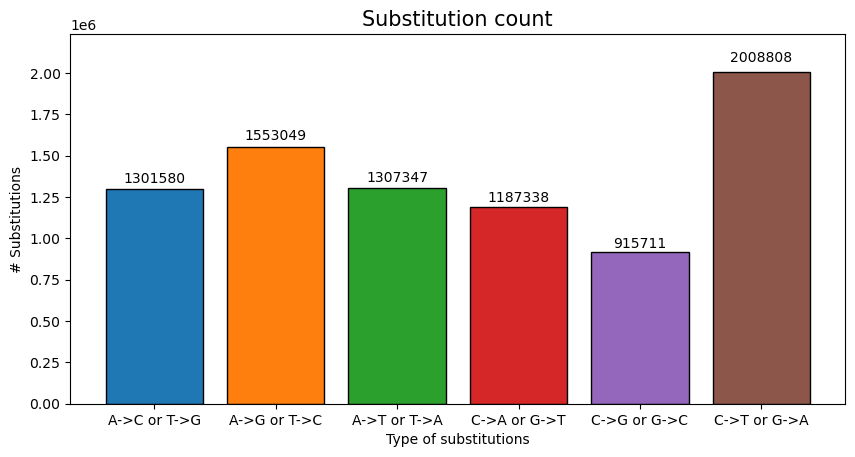 Substitution count
1e6
2.00
1.75
1.50
1.25
1.00
0.75
0.50
0.25
0.00
# Substitutions
1301580
1553049
1307347
1187338
915711
2008808
A->C or T->G
A->G or T->C
A->T or T->A
C->A or G->T
C->G or G->C
C->T or G->A
Type of substitutions